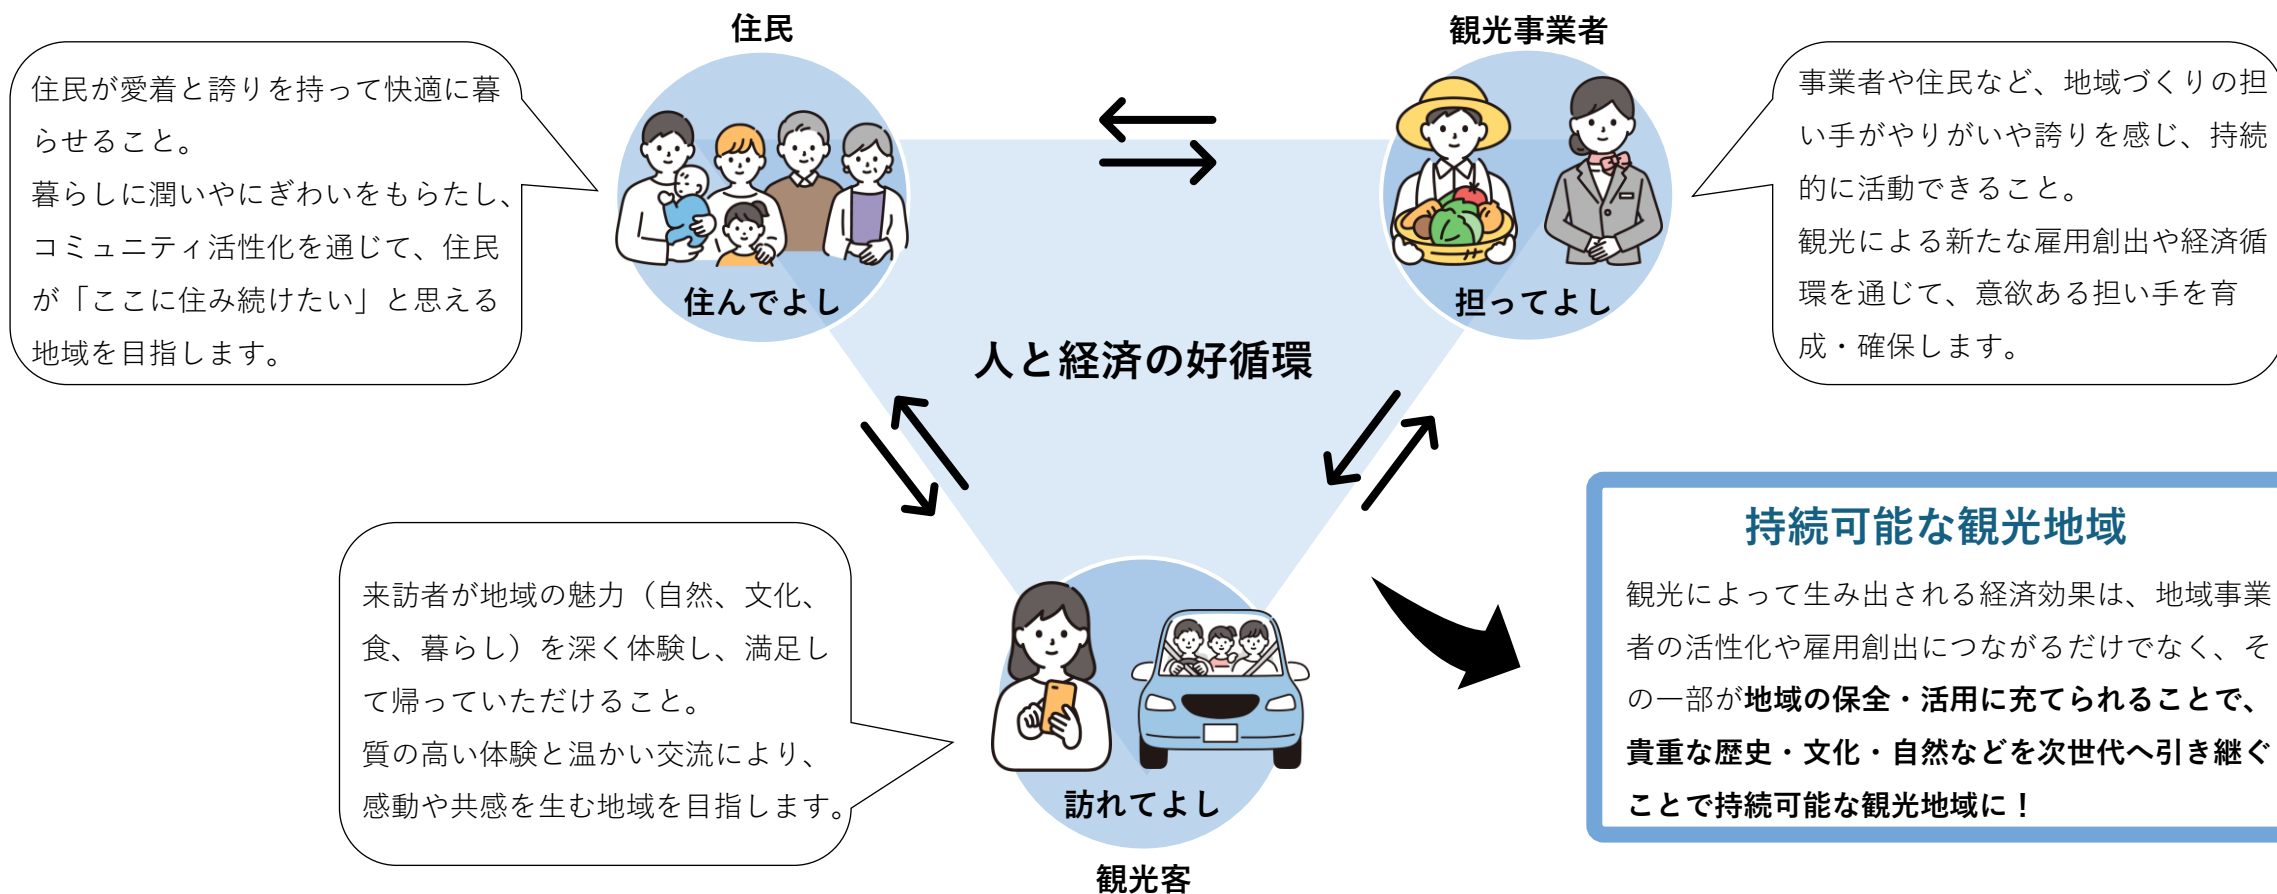 住民
住民が愛着と誇りを持って快適に暮
らせること。
暮らしに潤いやにぎわいをもらたし、
コミュニティ活性化を通じて、住民
が「ここに住み続けたい」と思える
地域を目指します。
住んでよし
観光事業者
担ってよし
事業者や住民など、地域づくりの担
い手がやりがいや誇りを感じ、持続
的に活動できること。
観光による新たな雇用創出や経済循
環を通じて、意欲ある担い手を育
成・確保します。
人と経済の好循環
来訪者が地域の魅力（自然、文化、
食、暮らし）を深く体験し、満足し
て帰っていただけること。
質の高い体験と温かい交流により、
感動や共感を生む地域を目指します。
訪れてよし
観光客
持続可能な観光地域
観光によって生み出される経済効果は、地域事業
者の活性化や雇用創出につながるだけでなく、そ
の一部が地域の保全・活用に充てられることで、
貴重な歴史・文化・自然などを次世代へ引き継ぐ
ことで持続可能な観光地域に！